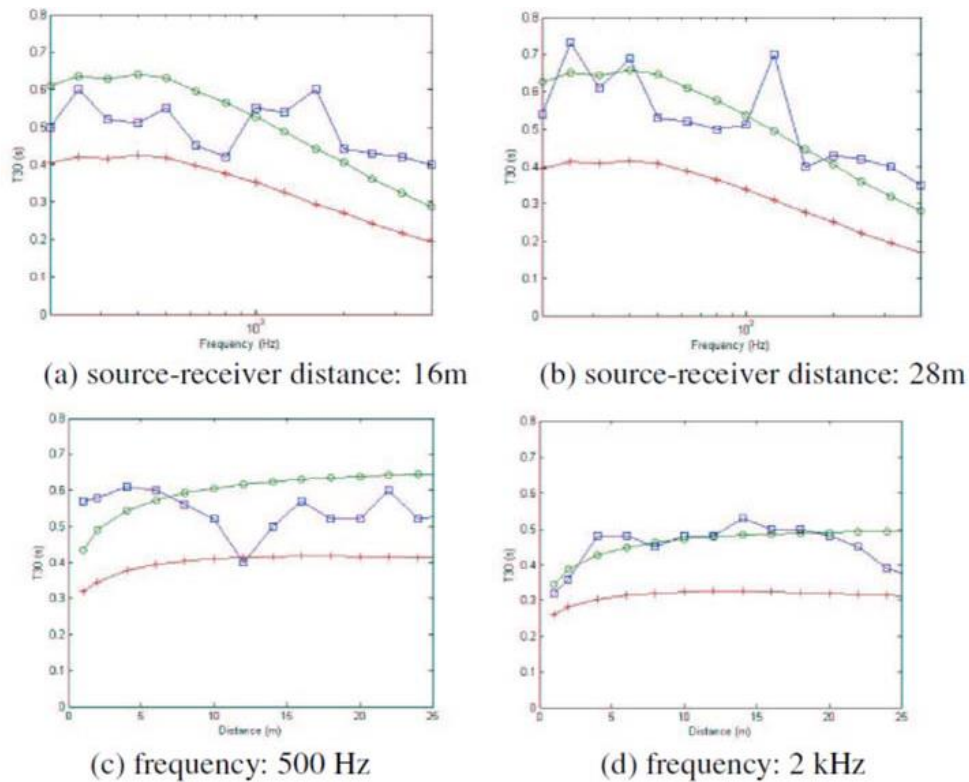 0.8
0.7
0.6
0.5
0.4
0.3
0.2
0.1
0
T30 (s)
10³
Frequency (Hz)
(a) source-receiver distance: 16m
0.8
0.7
0.6
0.5
0.4
0.3
0.2
0.1
0
T30 (s)
10³
Frequency (Hz)
(b) source-receiver distance: 28m
0.8
0.7
0.6
0.5
0.4
0.3
0.2
0.1
0
T30 (s)
0 5 10 15 20 25
Distance (m)
(c) frequency: 500 Hz
0.8
0.7
0.6
0.5
0.4
0.3
0.2
0.1
0
T30 (s)
0 5 10 15 20 25
Distance (m)
(d) frequency: 2 kHz